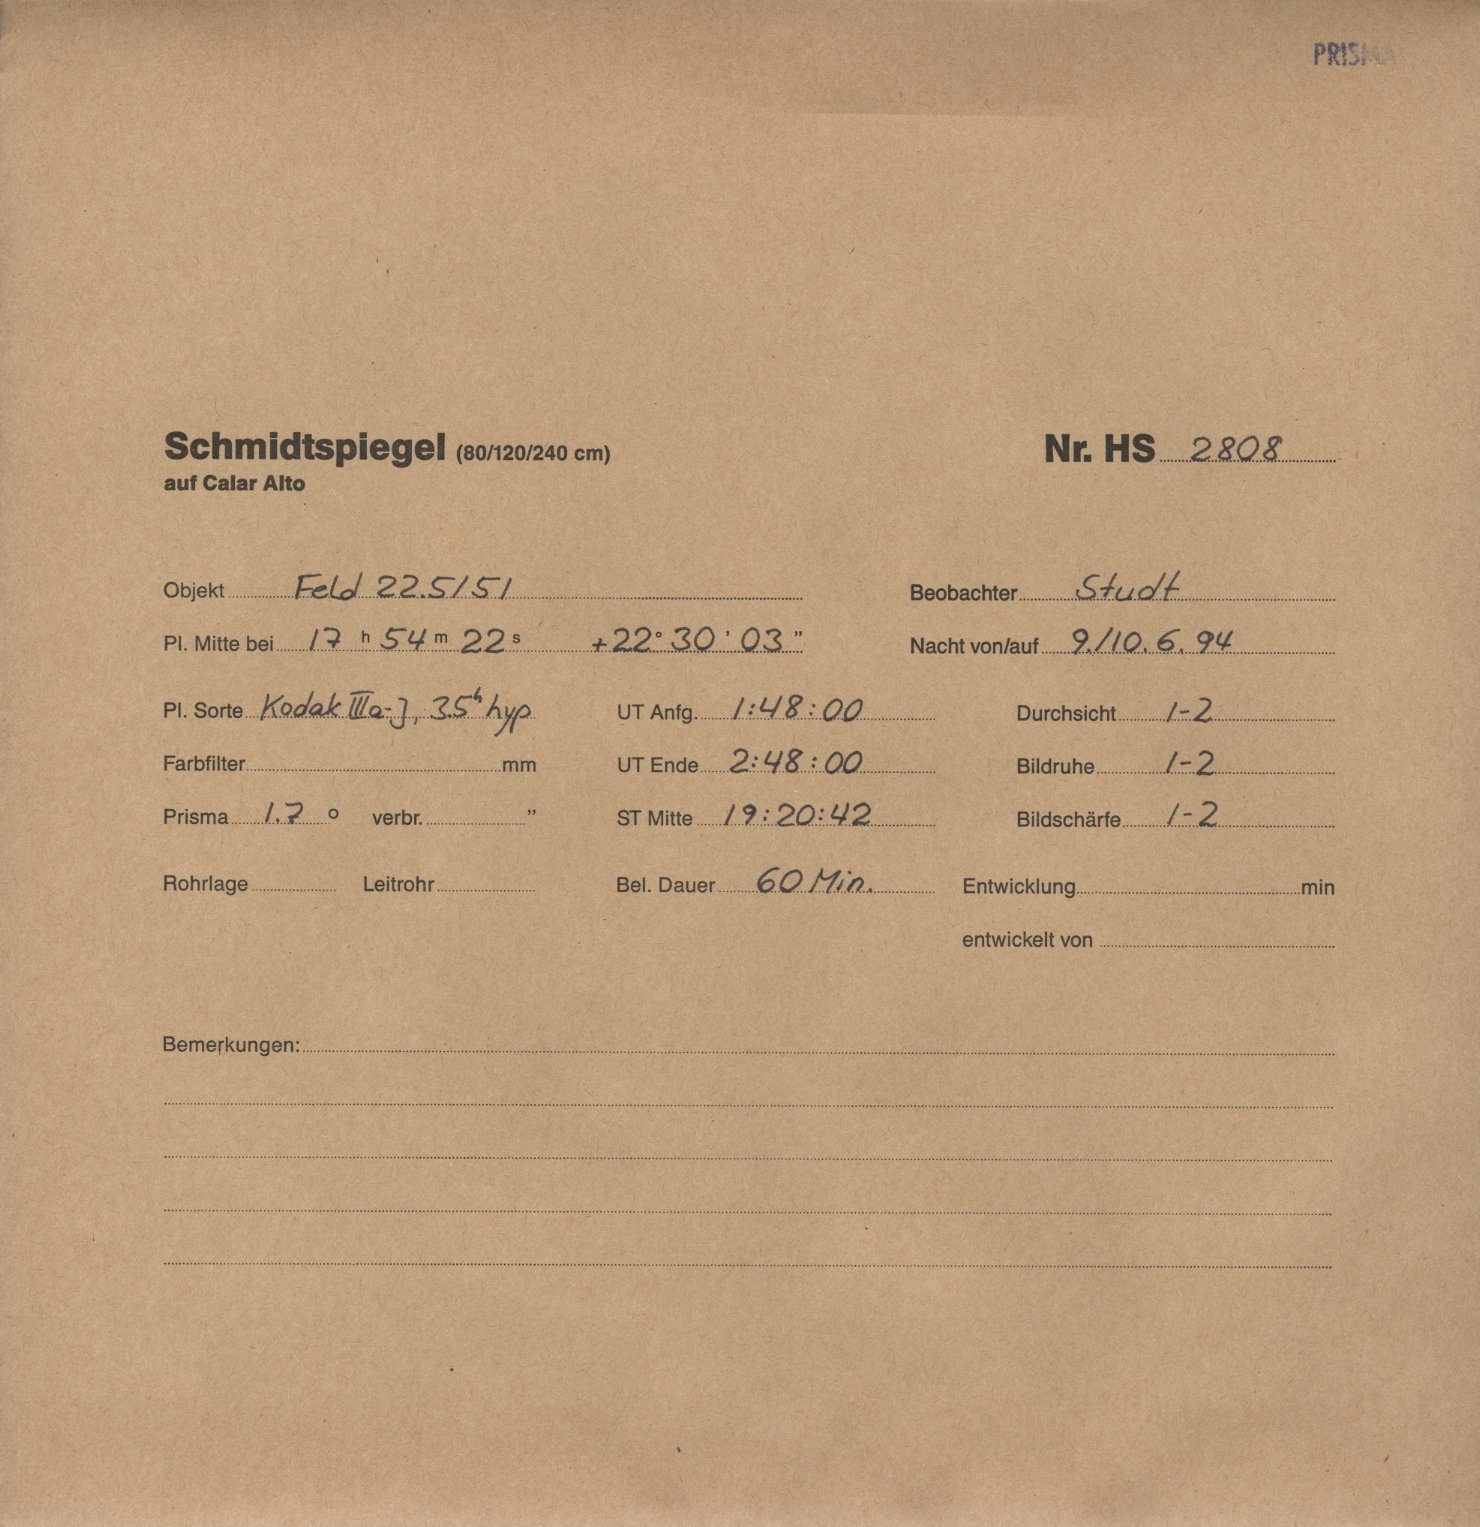 PRISMA
Schmidtspiegel (80/120/240 cm) Nr. HS 2808
auf Calar Alto
Objekt Feld 22.5/51 Beobachter Studt
Pl. Mitte bei 17 h 54 m 22 s +22° 30' 03" Nacht von/auf 9./10.6.94
Pl. Sorte Kodak IIIa-J, 3.5h hyp UT Anfg. 1:48:00 Durchsicht 1-2
Farbfilter mm UT Ende 2:48:00 Bildruhe 1-2
Prisma 1.7 ° verbr. " ST Mitte 19:20:42 Bildschärfe 1-2
Rohrlage Leitrohr Bel. Dauer 60 Min. Entwicklung min
entwickelt von
Bemerkungen: